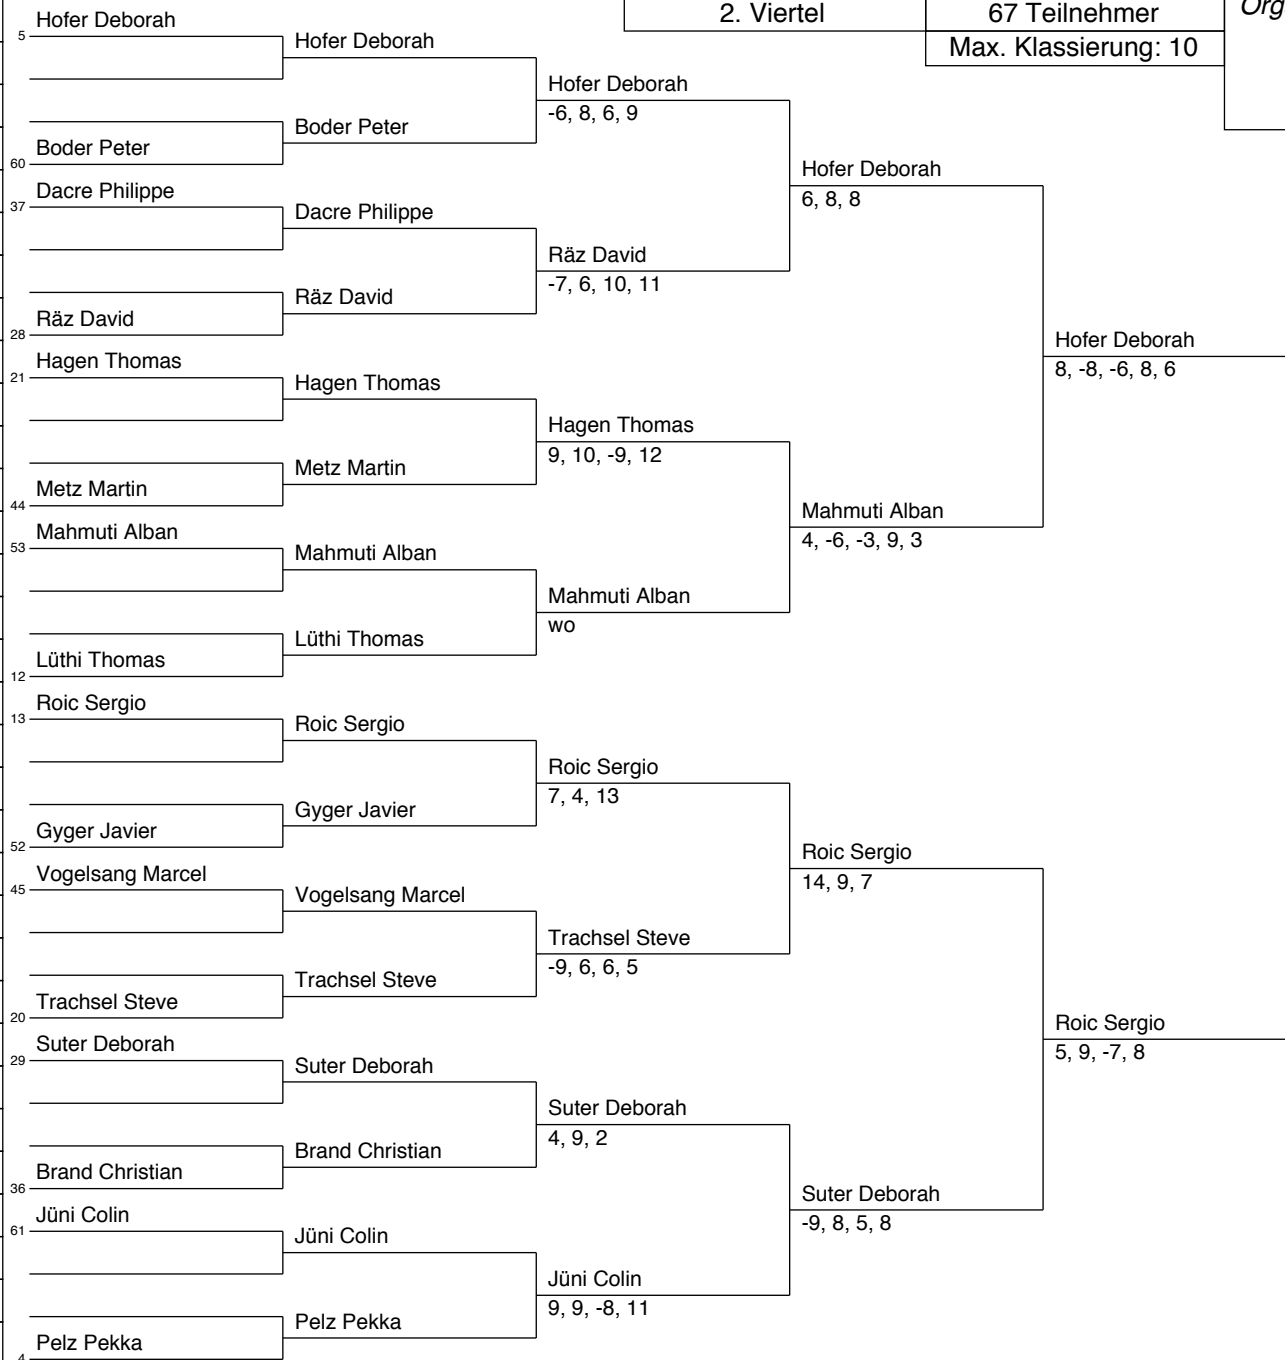 2. Viertel
67 Teilnehmer
Org
Max. Klassierung: 10
5 Hofer Deborah
60 Boder Peter
37 Dacre Philippe
28 Räz David
21 Hagen Thomas
44 Metz Martin
53 Mahmuti Alban
12 Lüthi Thomas
13 Roic Sergio
52 Gyger Javier
45 Vogelsang Marcel
20 Trachsel Steve
29 Suter Deborah
36 Brand Christian
61 Jüni Colin
4 Pelz Pekka
Hofer Deborah
Boder Peter
Dacre Philippe
Räz David
Hagen Thomas
Metz Martin
Mahmuti Alban
Lüthi Thomas
Roic Sergio
Gyger Javier
Vogelsang Marcel
Trachsel Steve
Suter Deborah
Brand Christian
Jüni Colin
Pelz Pekka
Hofer Deborah
-6, 8, 6, 9
Räz David
-7, 6, 10, 11
Hagen Thomas
9, 10, -9, 12
Mahmuti Alban
wo
Roic Sergio
7, 4, 13
Trachsel Steve
-9, 6, 6, 5
Suter Deborah
4, 9, 2
Jüni Colin
9, 9, -8, 11
Hofer Deborah
6, 8, 8
Mahmuti Alban
4, -6, -3, 9, 3
Roic Sergio
14, 9, 7
Suter Deborah
-9, 8, 5, 8
Hofer Deborah
8, -8, -6, 8, 6
Roic Sergio
5, 9, -7, 8